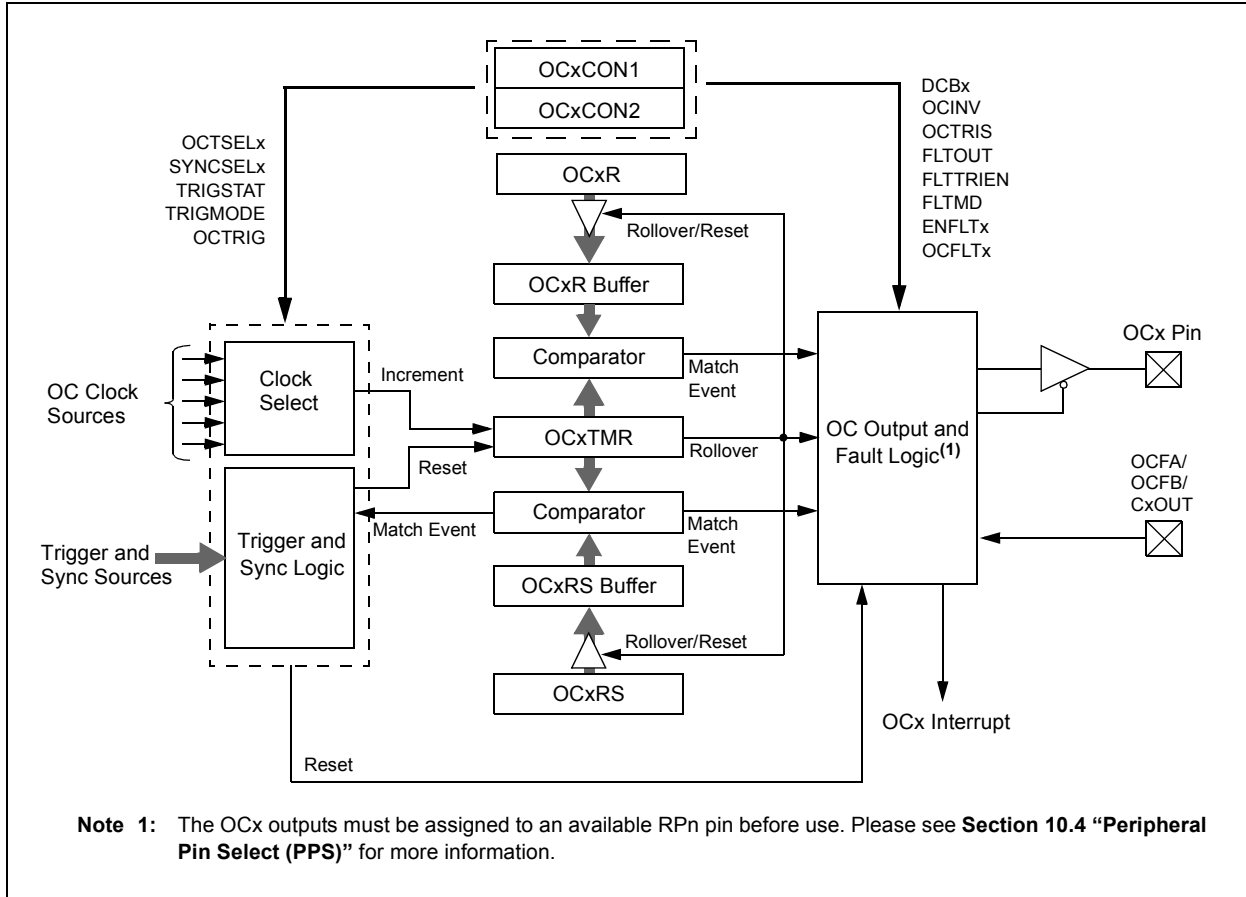 OCxCON1
OCxCON2
OCTSELx
SYNCSELx
TRIGSTAT
TRIGMODE
OCTRIG
DCBx
OCINV
OCTRIS
FLTOUT
FLTTRIEN
FLTMD
ENFLTx
OCFLTx
OCxR
Rollover/Reset
OCxR Buffer
Comparator
Match
Event
OC Clock
Sources
Clock
Select
Increment
OCxTMR
Rollover
Reset
Comparator
Match Event
Match
Event
Trigger and
Sync Sources
Trigger and
Sync Logic
OCxRS Buffer
Rollover/Reset
OCxRS
OC Output and
Fault Logic(1)
OCx Pin
OCFA/
OCFB/
CxOUT
OCx Interrupt
Reset
Note 1: The OCx outputs must be assigned to an available RPn pin before use. Please see Section 10.4 “Peripheral
Pin Select (PPS)” for more information.